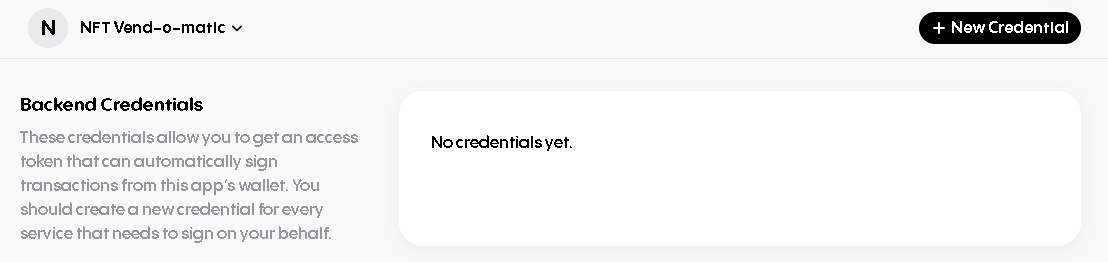 N NFT Vend-o-matic + New Credential
Backend Credentials
These credentials allow you to get an access
token that can automatically sign
transactions from this app's wallet. You
should create a new credential for every
service that needs to sign on your behalf.
No credentials yet.